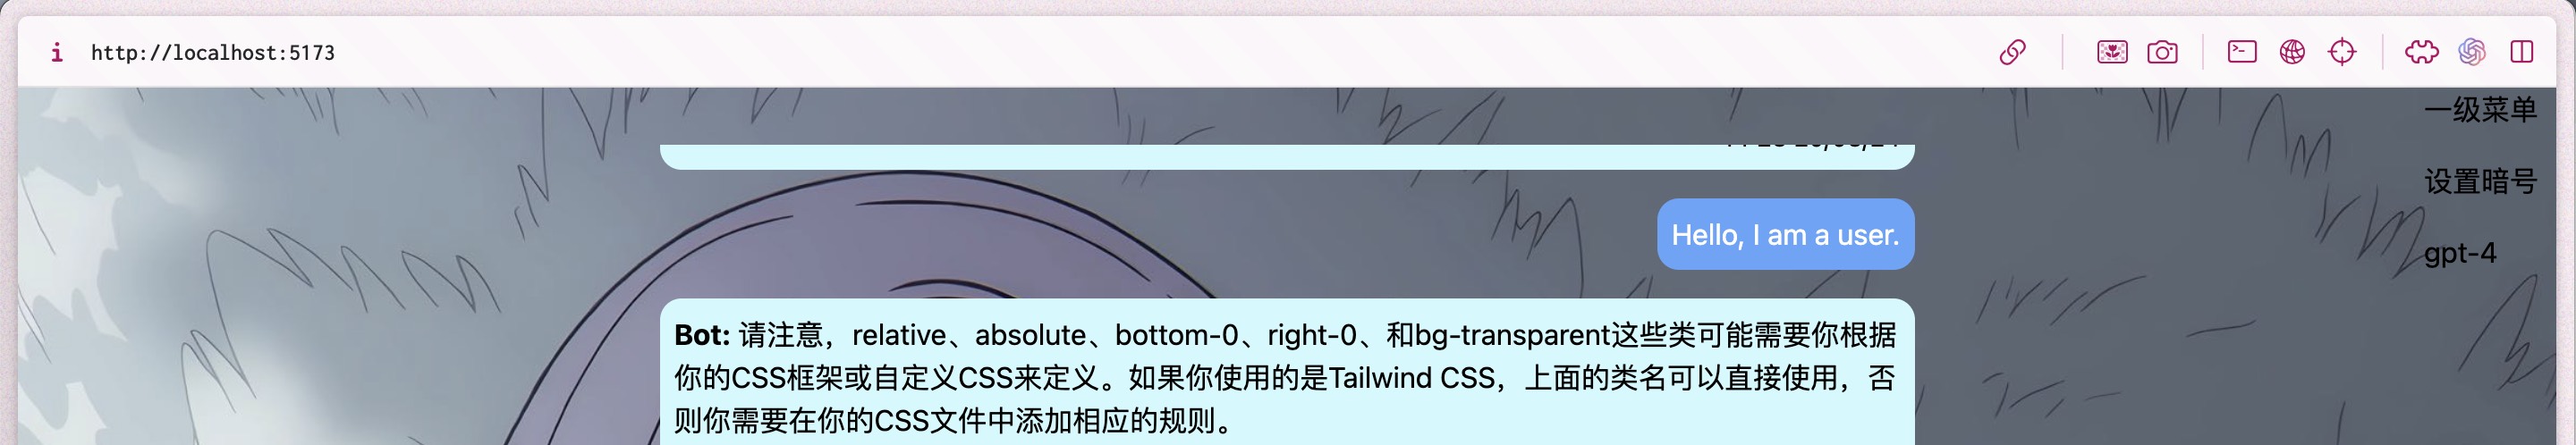 i http://localhost:5173
一级菜单
设置暗号
Hello, I am a user.
gpt-4
Bot: 请注意，relative、absolute、bottom-0、right-0、和bg-transparent这些类可能需要你根据
你的CSS框架或自定义CSS来定义。如果你使用的是Tailwind CSS，上面的类名可以直接使用，否
则你需要在你的CSS文件中添加相应的规则。